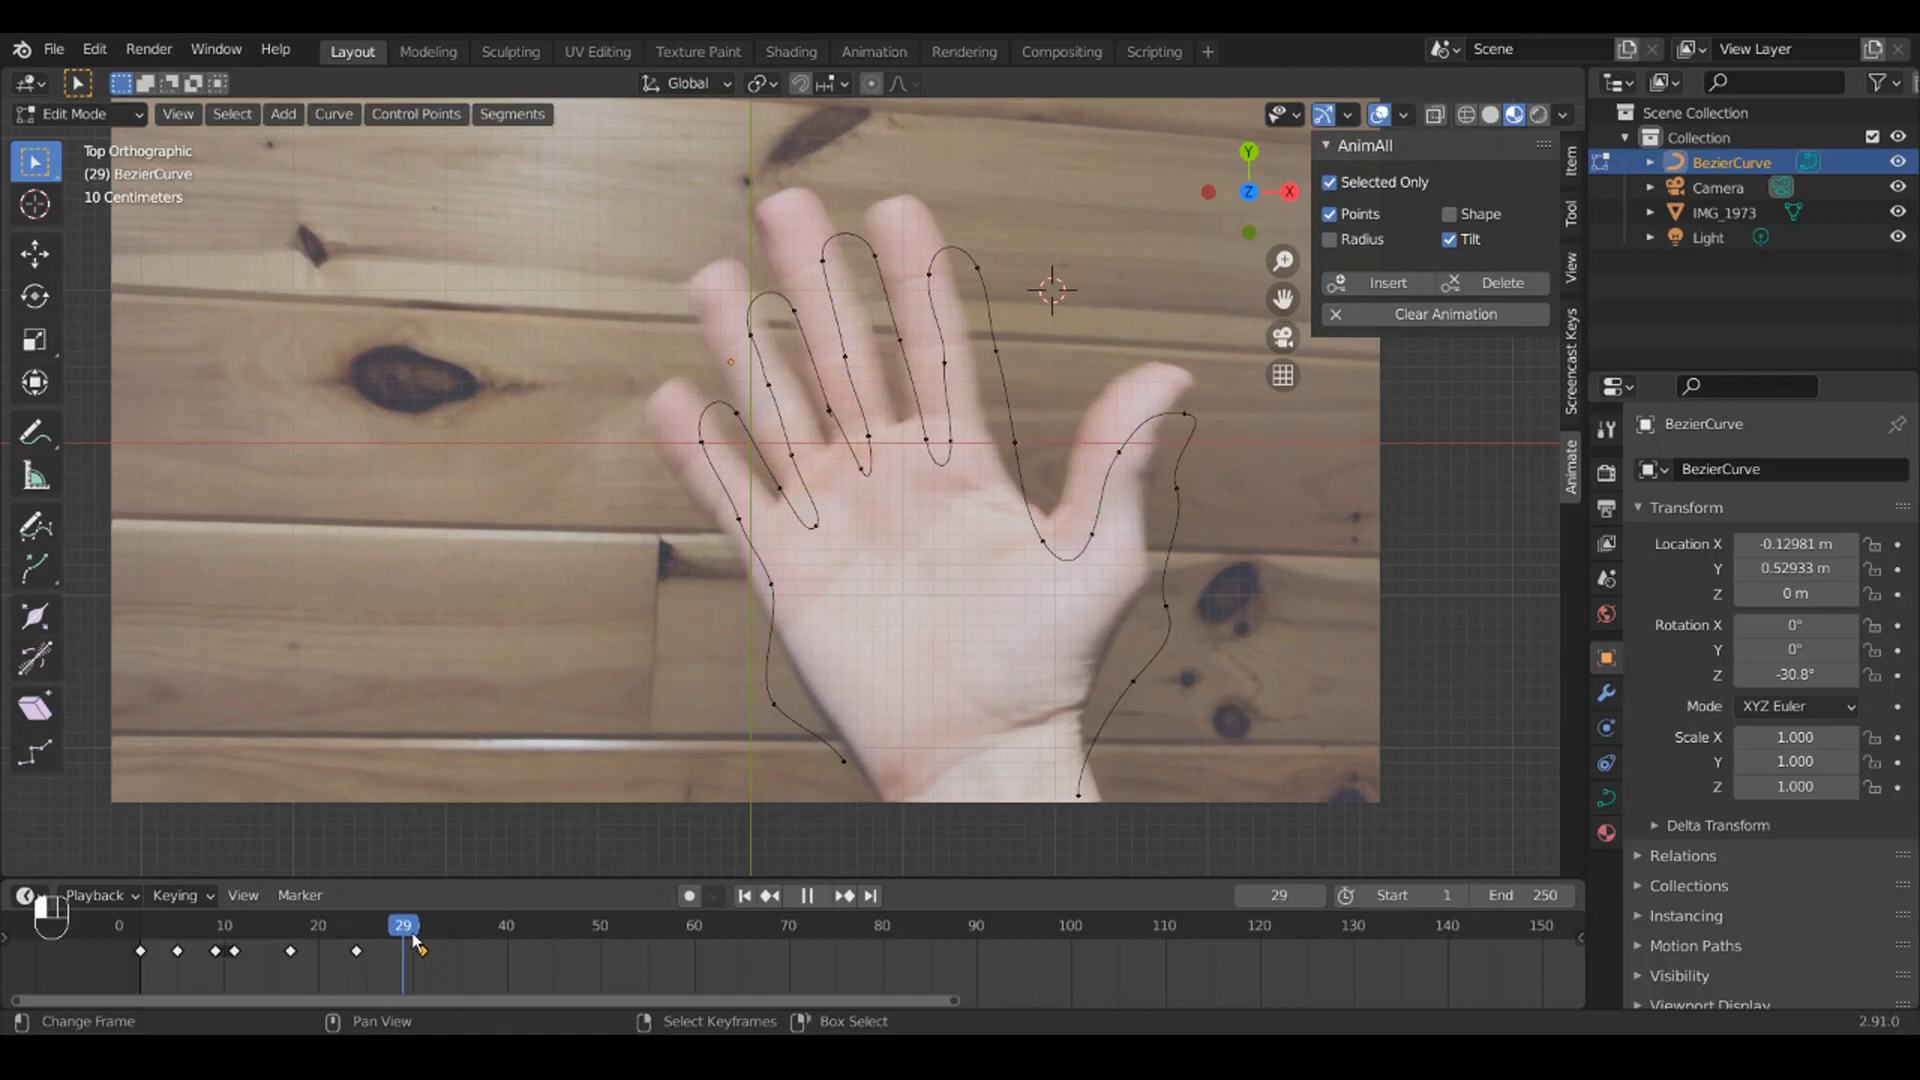 File Edit Render Window Help Layout Modeling Sculpting UV Editing Texture Paint Shading Animation Rendering Compositing Scripting + Scene View Layer
Global
Edit Mode View Select Add Curve Control Points Segments
Top Orthographic
(29) BezierCurve
10 Centimeters
Y
Z
X
AnimAll
Selected Only
Points Shape
Radius Tilt
Insert Delete
Clear Animation
Item
Tool
View
Screencast Keys
Animate
Scene Collection
Collection
BezierCurve
Camera
IMG_1973
Light
BezierCurve
BezierCurve
Transform
Location X -0.12981 m
Y 0.52933 m
Z 0 m
Rotation X 0°
Y 0°
Z -30.8°
Mode XYZ Euler
Scale X 1.000
Y 1.000
Z 1.000
Delta Transform
Relations
Collections
Instancing
Motion Paths
Visibility
Viewport Display
Playback Keying View Marker 29 Start 1 End 250
0 10 20 29 40 50 60 70 80 90 100 110 120 130 140 150
Change Frame Pan View Select Keyframes Box Select 2.91.0